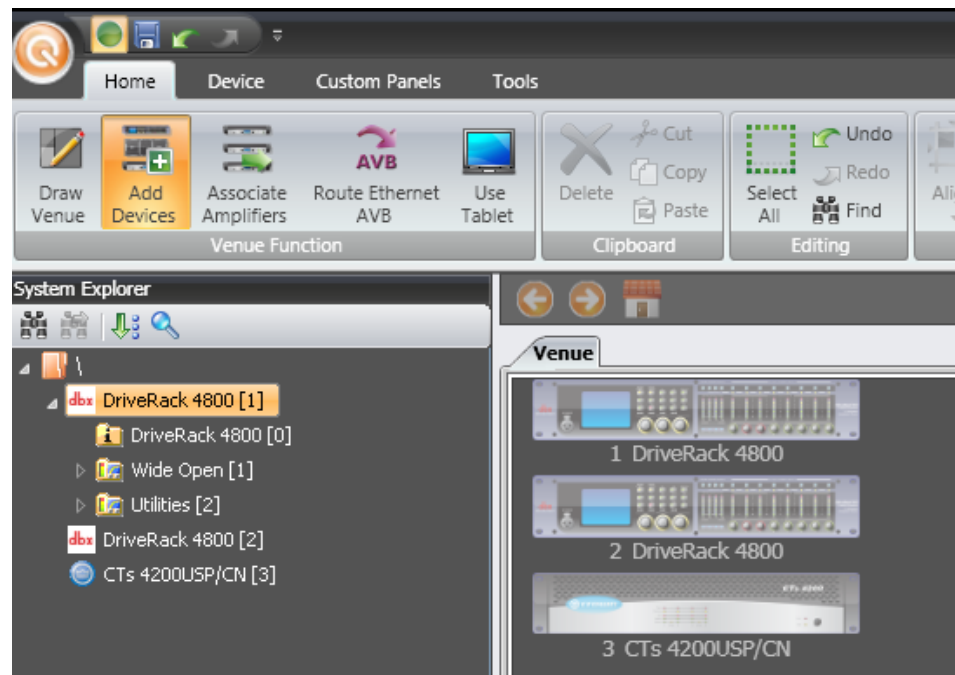 Home Device Custom Panels Tools
Draw Venue
Add Devices
Associate Amplifiers
AVB
Route Ethernet AVB
Use Tablet
Venue Function
Delete
Cut
Copy
Paste
Clipboard
Select All
Undo
Redo
Find
Editing
Ali
System Explorer
\
dbx DriveRack 4800 [1]
DriveRack 4800 [0]
Wide Open [1]
Utilities [2]
dbx DriveRack 4800 [2]
CTs 4200USP/CN [3]
Venue
1 DriveRack 4800
2 DriveRack 4800
CTs 4200
3 CTs 4200USP/CN